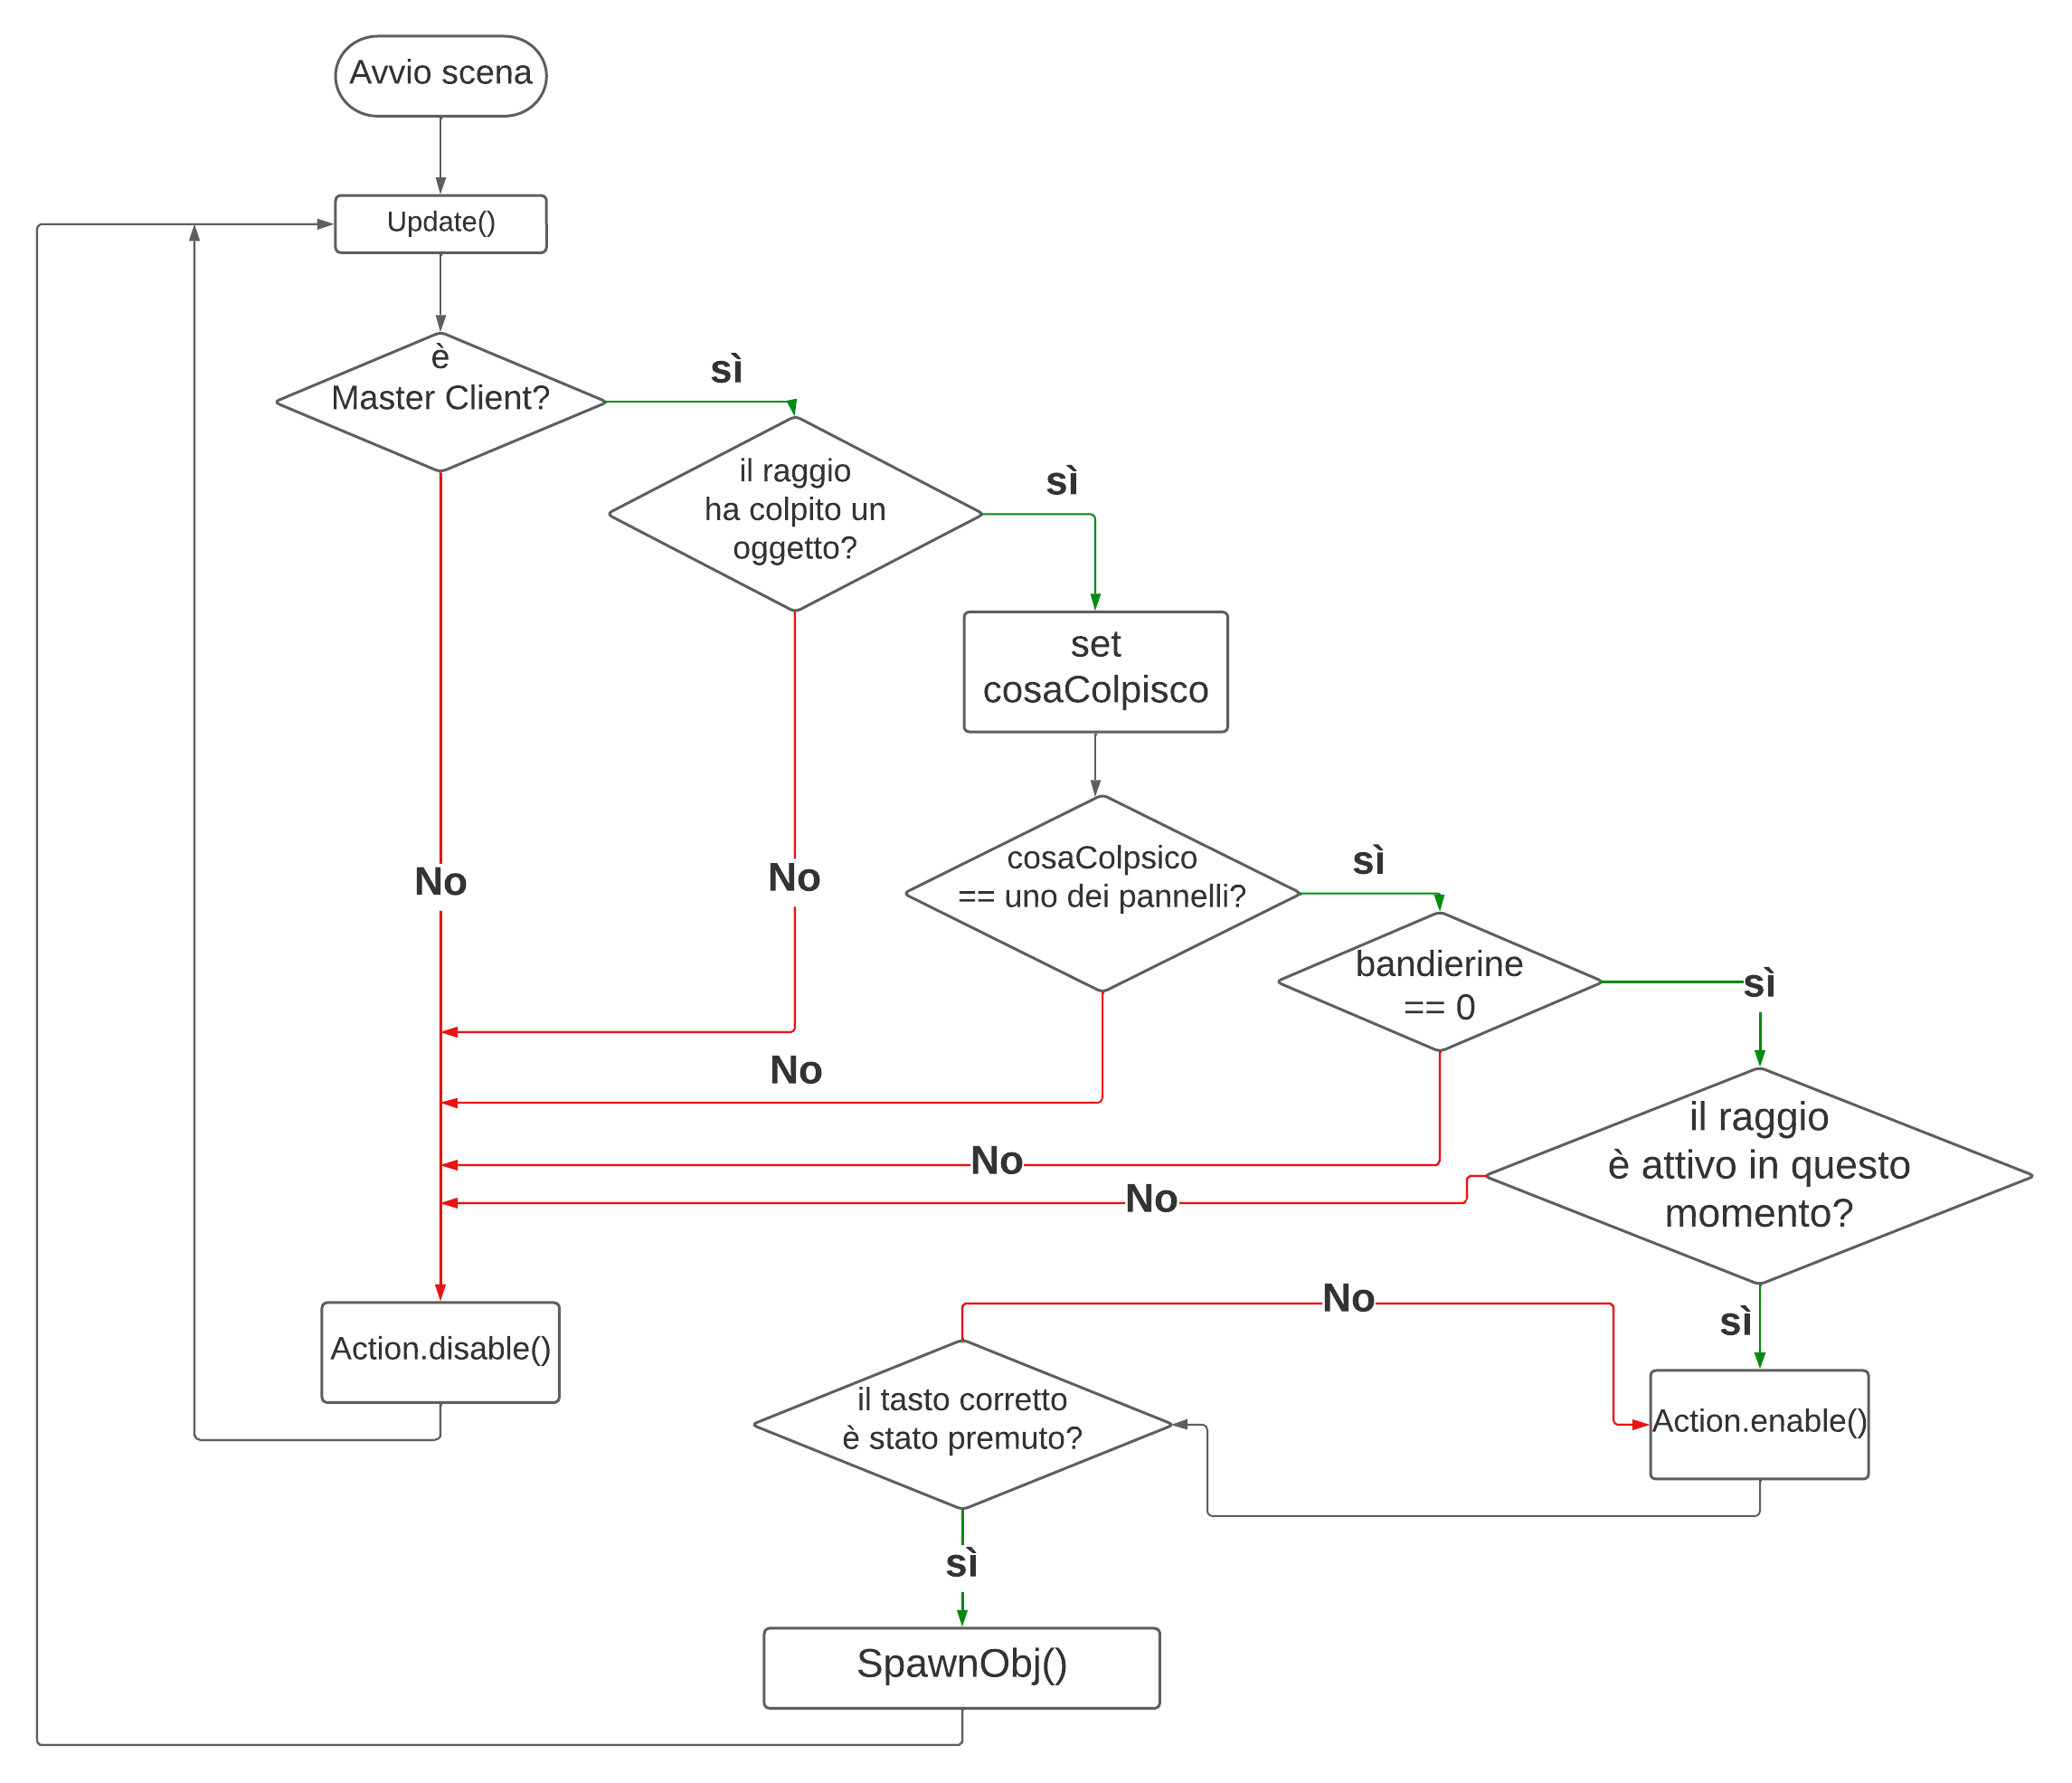 Avvio scena
Update()
è
Master Client?
sì
il raggio
ha colpito un
oggetto?
sì
set
cosaColpisco
cosaColpsico
== uno dei pannelli?
sì
No
No
bandierine
== 0
sì
No
il raggio
è attivo in questo
momento?
No
No
No
sì
Action.disable()
il tasto corretto
è stato premuto?
Action.enable()
sì
SpawnObj()